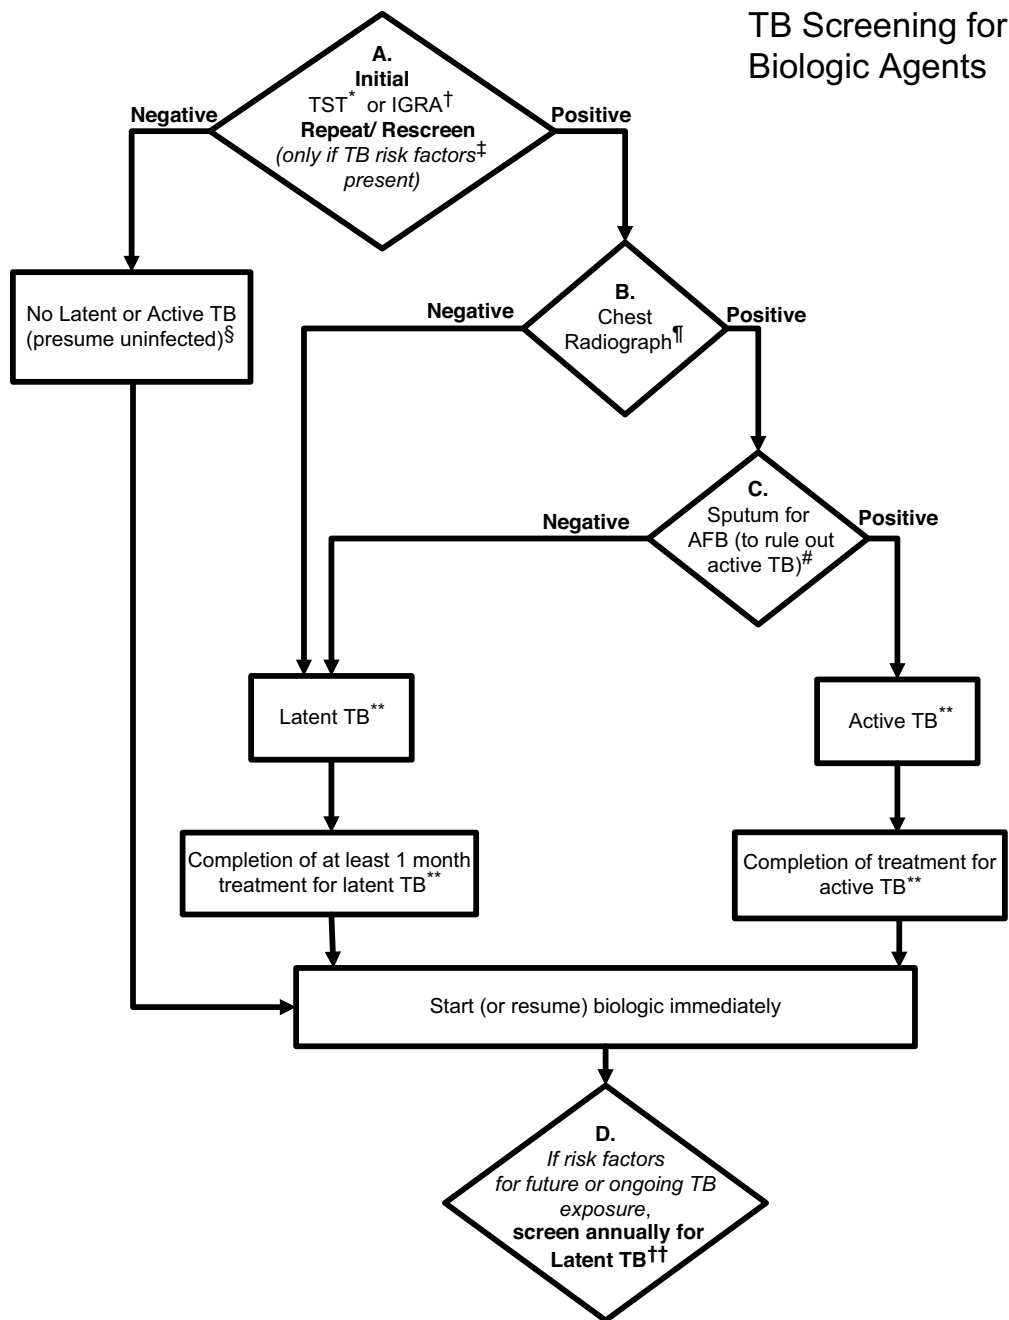 TB Screening for
Biologic Agents
A.
Initial
TST* or IGRA†
Repeat/ Rescreen
(only if TB risk factors‡
present)
Negative
Positive
No Latent or Active TB
(presume uninfected)§
B.
Chest
Radiograph¶
Negative
Positive
C.
Sputum for
AFB (to rule out
active TB)#
Negative
Positive
Latent TB**
Active TB**
Completion of at least 1 month
treatment for latent TB**
Completion of treatment for
active TB**
Start (or resume) biologic immediately
D.
If risk factors
for future or ongoing TB
exposure,
screen annually for
Latent TB††